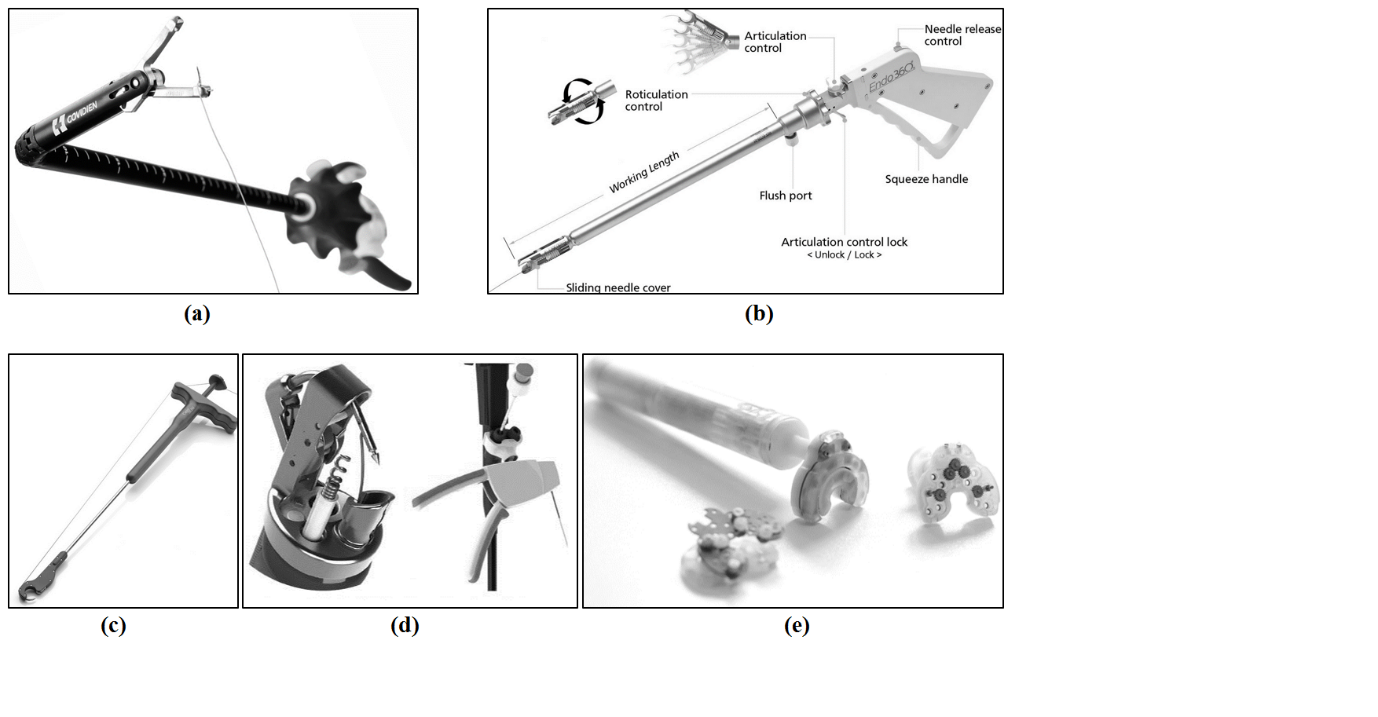 COVIDIEN
(a)
Articulation
control
Needle release
control
Endo360°
Roticulation
control
Working Length
Squeeze handle
Flush port
Articulation control lock
< Unlock / Lock >
Sliding needle cover
(b)
(c)
(d)
(e)